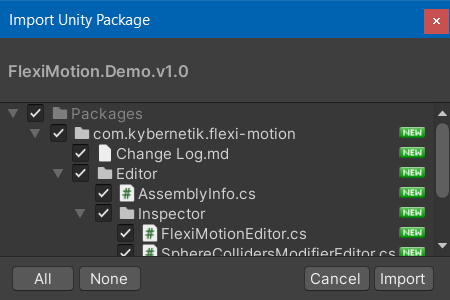 Import Unity Package
FlexiMotion.Demo.v1.0
Packages
com.kybernetik.flexi-motion NEW
Change Log.md NEW
Editor NEW
AssemblyInfo.cs NEW
Inspector NEW
FlexiMotionEditor.cs NEW
SphereCollidersModifierEditor.cs NEW
All None Cancel Import